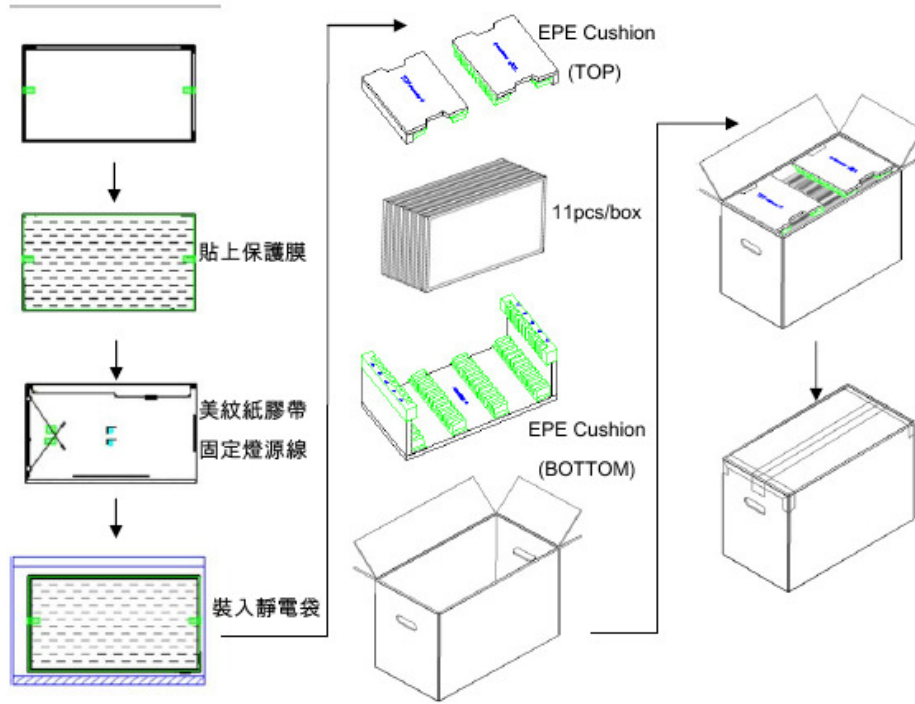 貼上保護膜
美紋紙膠帶
固定燈源線
裝入靜電袋
EPE Cushion
(TOP)
11pcs/box
EPE Cushion
(BOTTOM)